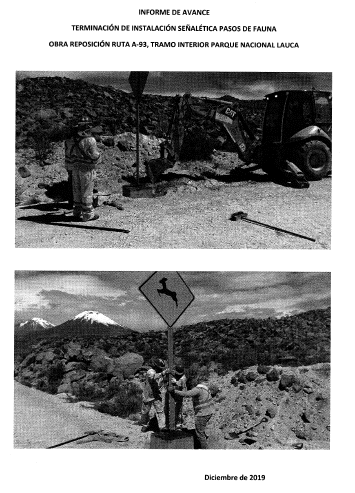 INFORME DE AVANCE
TERMINACIÓN DE INSTALACIÓN SEÑALÉTICA PASOS DE FAUNA
OBRA REPOSICIÓN RUTA A-93, TRAMO INTERIOR PARQUE NACIONAL LAUCA
CAT
Diciembre de 2019